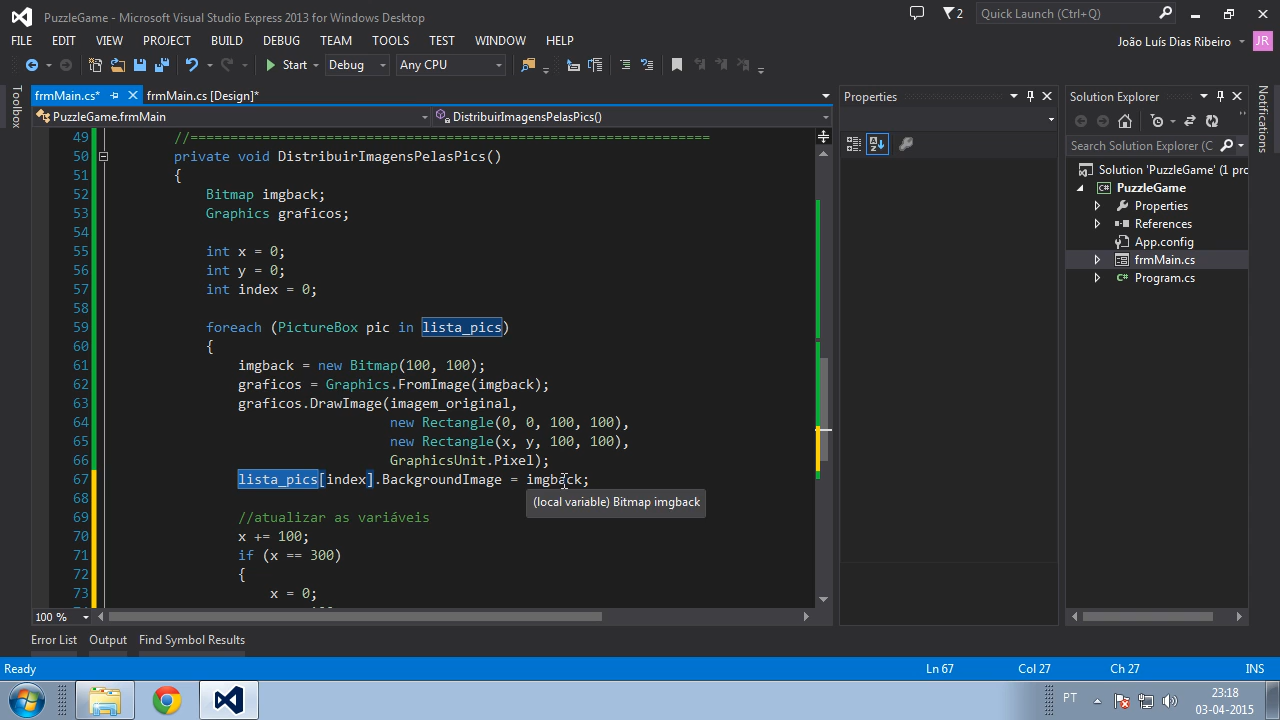 PuzzleGame - Microsoft Visual Studio Express 2013 for Windows Desktop
2
Quick Launch (Ctrl+Q)
FILE EDIT VIEW PROJECT BUILD DEBUG TEAM TOOLS TEST WINDOW HELP
João Luís Dias Ribeiro
JR
Start
Debug
Any CPU
Toolbox
frmMain.cs*
frmMain.cs [Design]*
PuzzleGame.frmMain
DistribuirImagensPelasPics()
49 //=================================================================
50 private void DistribuirImagensPelasPics()
51 {
52 Bitmap imgback;
53 Graphics graficos;
54
55 int x = 0;
56 int y = 0;
57 int index = 0;
58
59 foreach (PictureBox pic in lista_pics)
60 {
61 imgback = new Bitmap(100, 100);
62 graficos = Graphics.FromImage(imgback);
63 graficos.DrawImage(imagem_original,
64 new Rectangle(0, 0, 100, 100),
65 new Rectangle(x, y, 100, 100),
66 GraphicsUnit.Pixel);
67 lista_pics[index].BackgroundImage = imgback;
68
(local variable) Bitmap imgback
69 //atualizar as variáveis
70 x += 100;
71 if (x == 300)
72 {
73 x = 0;
100 %
Properties
Solution Explorer
Search Solution Explorer (C
Solution 'PuzzleGame' (1 pro
PuzzleGame
Properties
References
App.config
frmMain.cs
Program.cs
Notifications
Error List
Output
Find Symbol Results
Ready
Ln 67
Col 27
Ch 27
INS
PT
23:18
03-04-2015